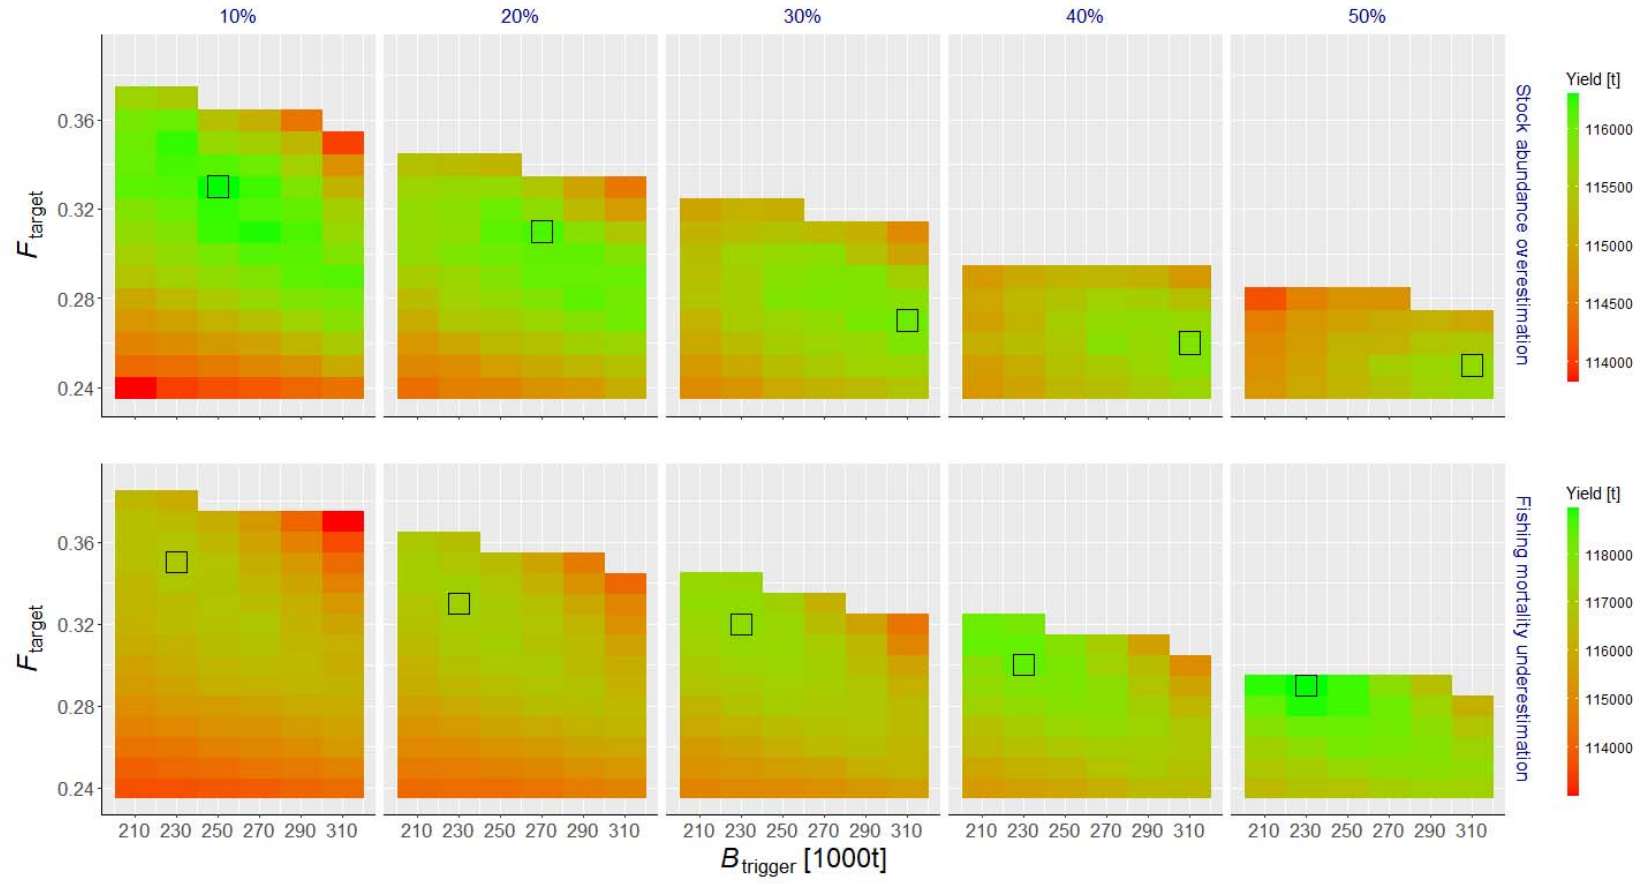 10% 20% 30% 40% 50%
Yield [t]
0.36
0.32
0.28
0.24
F target
116000
115500
115000
114500
114000
Stock abundance overestimation
Yield [t]
0.36
0.32
0.28
0.24
F target
118000
117000
116000
115000
114000
Fishing mortality underestimation
210 230 250 270 290 310 210 230 250 270 290 310 210 230 250 270 290 310 210 230 250 270 290 310 210 230 250 270 290 310
B trigger [1000t]